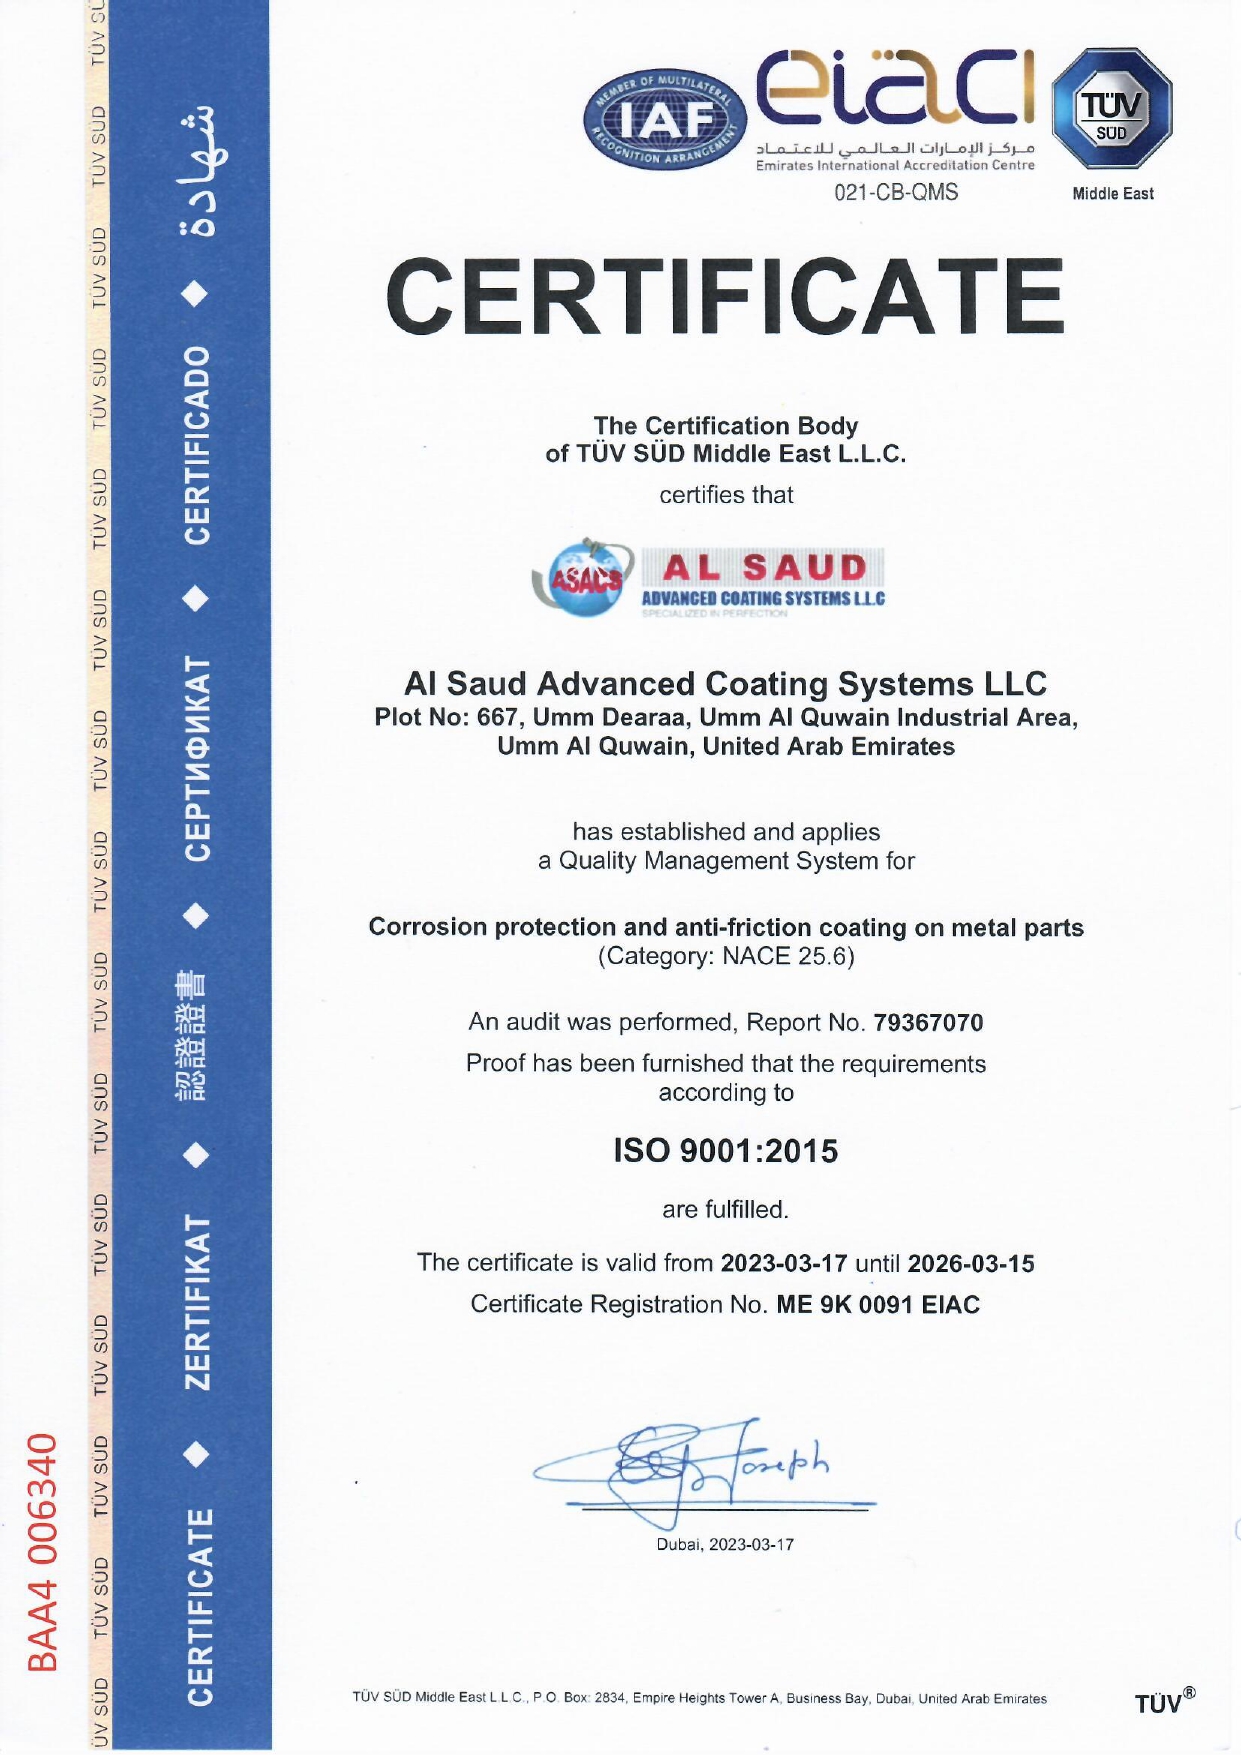 MEMBER OF MULTILATERAL
IAF
RECOGNITION ARRANGEMENT
eiac
مركز الإمارات العالمي للاعتماد
Emirates International Accreditation Centre
021-CB-QMS
TÜV
SÜD
Middle East
CERTIFICATE
The Certification Body
of TÜV SÜD Middle East L.L.C.
certifies that
ASACS
AL SAUD
ADVANCED COATING SYSTEMS L.L.C
SPECIALIZED IN PERFECTION
Al Saud Advanced Coating Systems LLC
Plot No: 667, Umm Dearaa, Umm Al Quwain Industrial Area,
Umm Al Quwain, United Arab Emirates
has established and applies
a Quality Management System for
Corrosion protection and anti-friction coating on metal parts
(Category: NACE 25.6)
An audit was performed, Report No. 79367070
Proof has been furnished that the requirements
according to
ISO 9001:2015
are fulfilled.
The certificate is valid from 2023-03-17 until 2026-03-15
Certificate Registration No. ME 9K 0091 EIAC
Joseph
Dubai, 2023-03-17
TÜV SÜD Middle East L.L.C., P.O. Box: 2834, Empire Heights Tower A, Business Bay, Dubai, United Arab Emirates
TÜV®
CERTIFICATE ◆ ZERTIFIKAT ◆ 認證證書 ◆ СЕРТИФИКАТ ◆ CERTIFICADO ◆ شهادة
ÜV SÜD TÜV SÜD TÜV SÜD TÜV SÜD TÜV SÜD TÜV SÜD TÜV SÜD TÜV SÜD TÜV SÜD TÜV SÜD TÜV SÜD TÜV SÜD TÜV SÜD TÜV SÜD TÜV SÜ
BAA4 006340